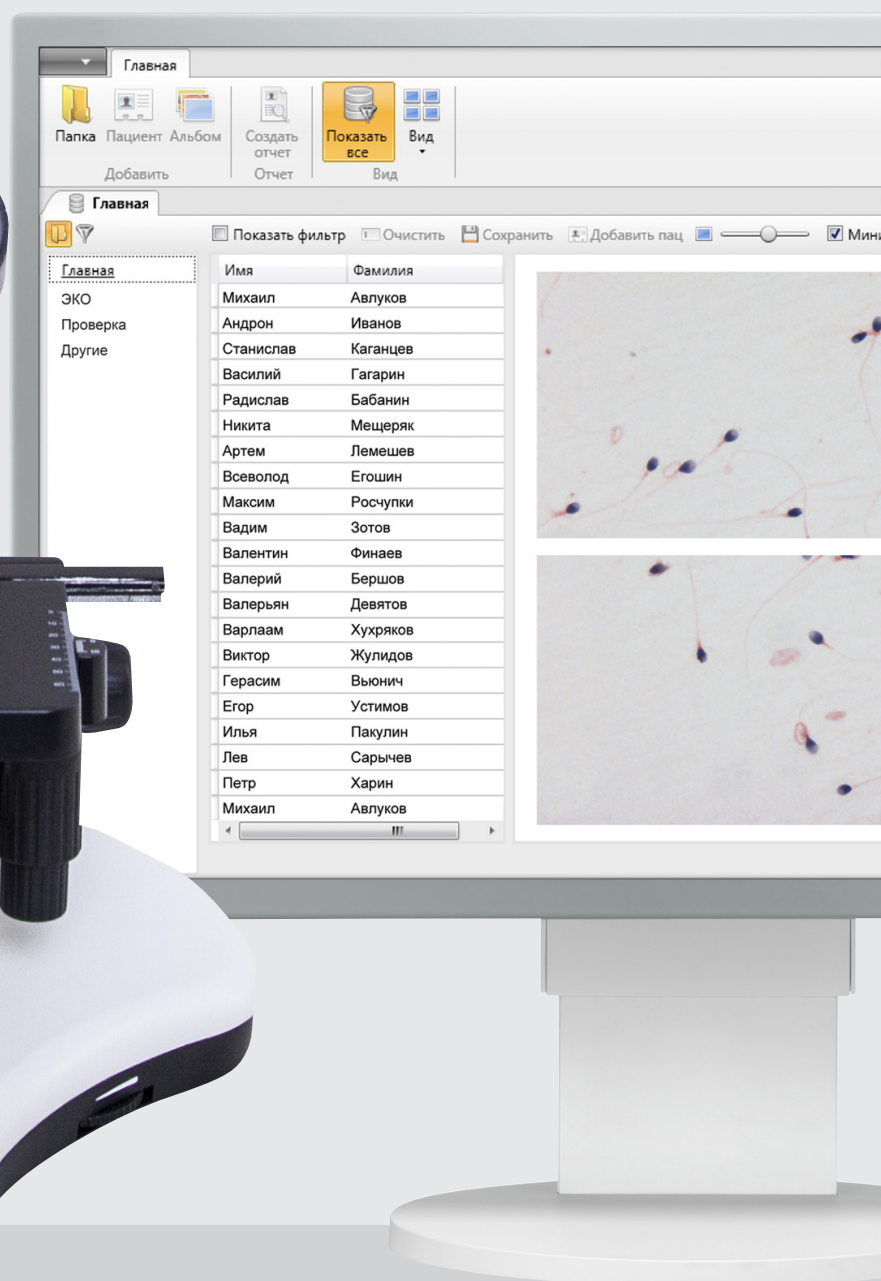 Главная
Папка Пациент Альбом Создать отчет Показать все Вид
Добавить Отчет Вид
Главная
Показать фильтр Очистить Сохранить Добавить пац
Главная
ЭКО
Проверка
Другие
Имя Фамилия
Михаил Авлуков
Андрон Иванов
Станислав Каганцев
Василий Гагарин
Радислав Бабанин
Никита Мещеряк
Артем Лемешев
Всеволод Егошин
Максим Росчупки
Вадим Зотов
Валентин Финаев
Валерий Бершов
Валерьян Девятов
Варлаам Хухряков
Виктор Жулидов
Герасим Вьюнич
Егор Устимов
Илья Пакулин
Лев Сарычев
Петр Харин
Михаил Авлуков